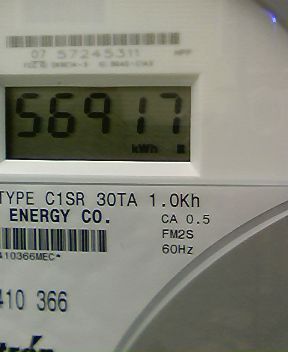 07 57245311
56917
kWh
TYPE C1SR 30TA 1.0Kh
ENERGY CO.
CA 0.5
FM2S
60Hz
410366MEC*
410 366